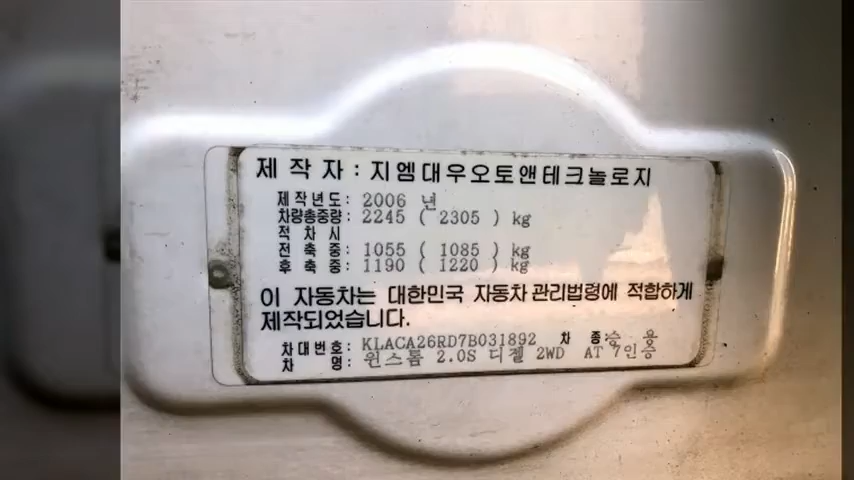 제작자 : 지엠대우오토앤테크놀로지
제작년도 : 2006 년
차량총중량 : 2245 ( 2305 ) kg
적 차 시
전 축 중 : 1055 ( 1085 ) kg
후 축 중 : 1190 ( 1220 ) kg
이 자동차는 대한민국 자동차관리법령에 적합하게
제작되었습니다.
차대번호 : KLACA26RD7B031892 차 종 : 승 용
차 명 : 윈스톰 2.0S 디젤 2WD AT 7인승